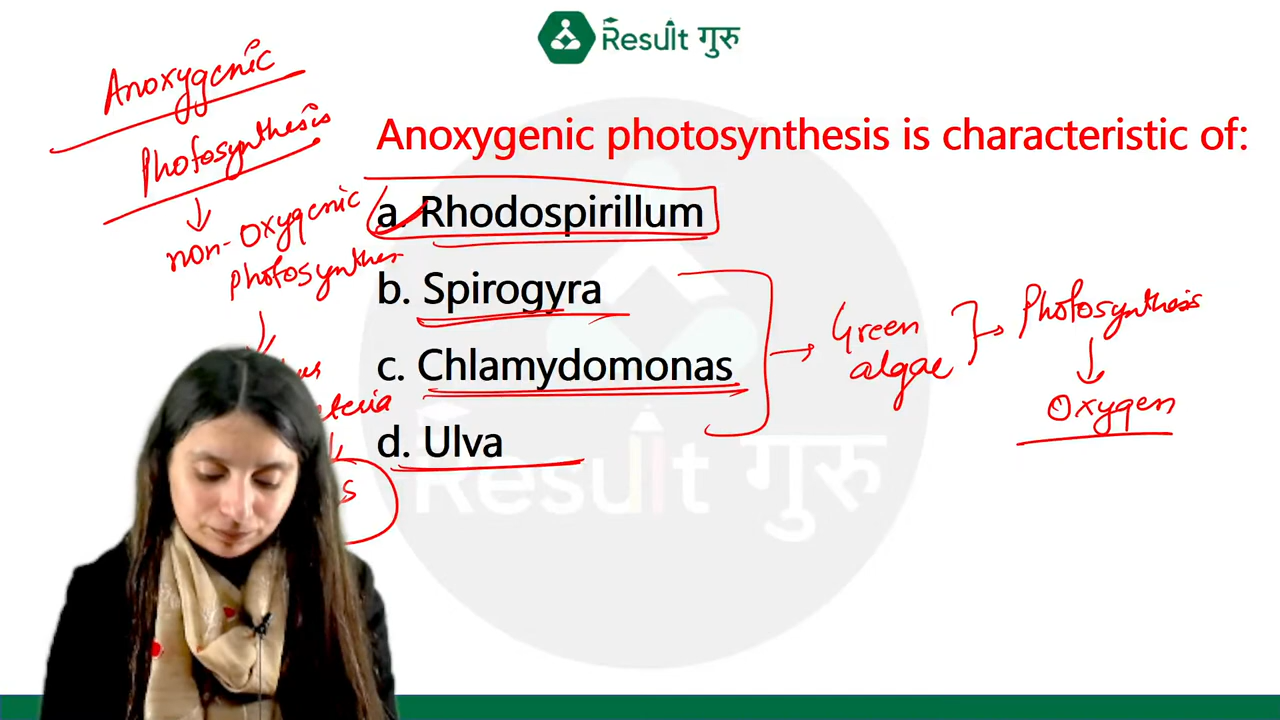 Result गुरु
Anoxygenic
Photosynthesis
non-Oxygenic
photosynthes
Anoxygenic photosynthesis is characteristic of:
a. Rhodospirillum
b. Spirogyra
c. Chlamydomonas
d. Ulva
Green
algae
Photosynthesis
Oxygen
Result गुरु